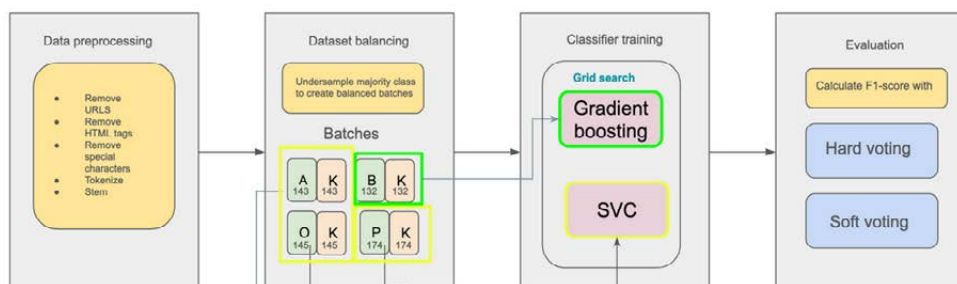 Data preprocessing
Remove
URLS
Remove
HTML tags
Remove
special
characters
Tokenize
Stem
Dataset balancing
Undersample majority class
to create balanced batches
Batches
A K B K
143 143 132 132
O K P K
145 145 174 174
Classifier training
Grid search
Gradient
boosting
SVC
Evaluation
Calculate F1-score with
Hard voting
Soft voting